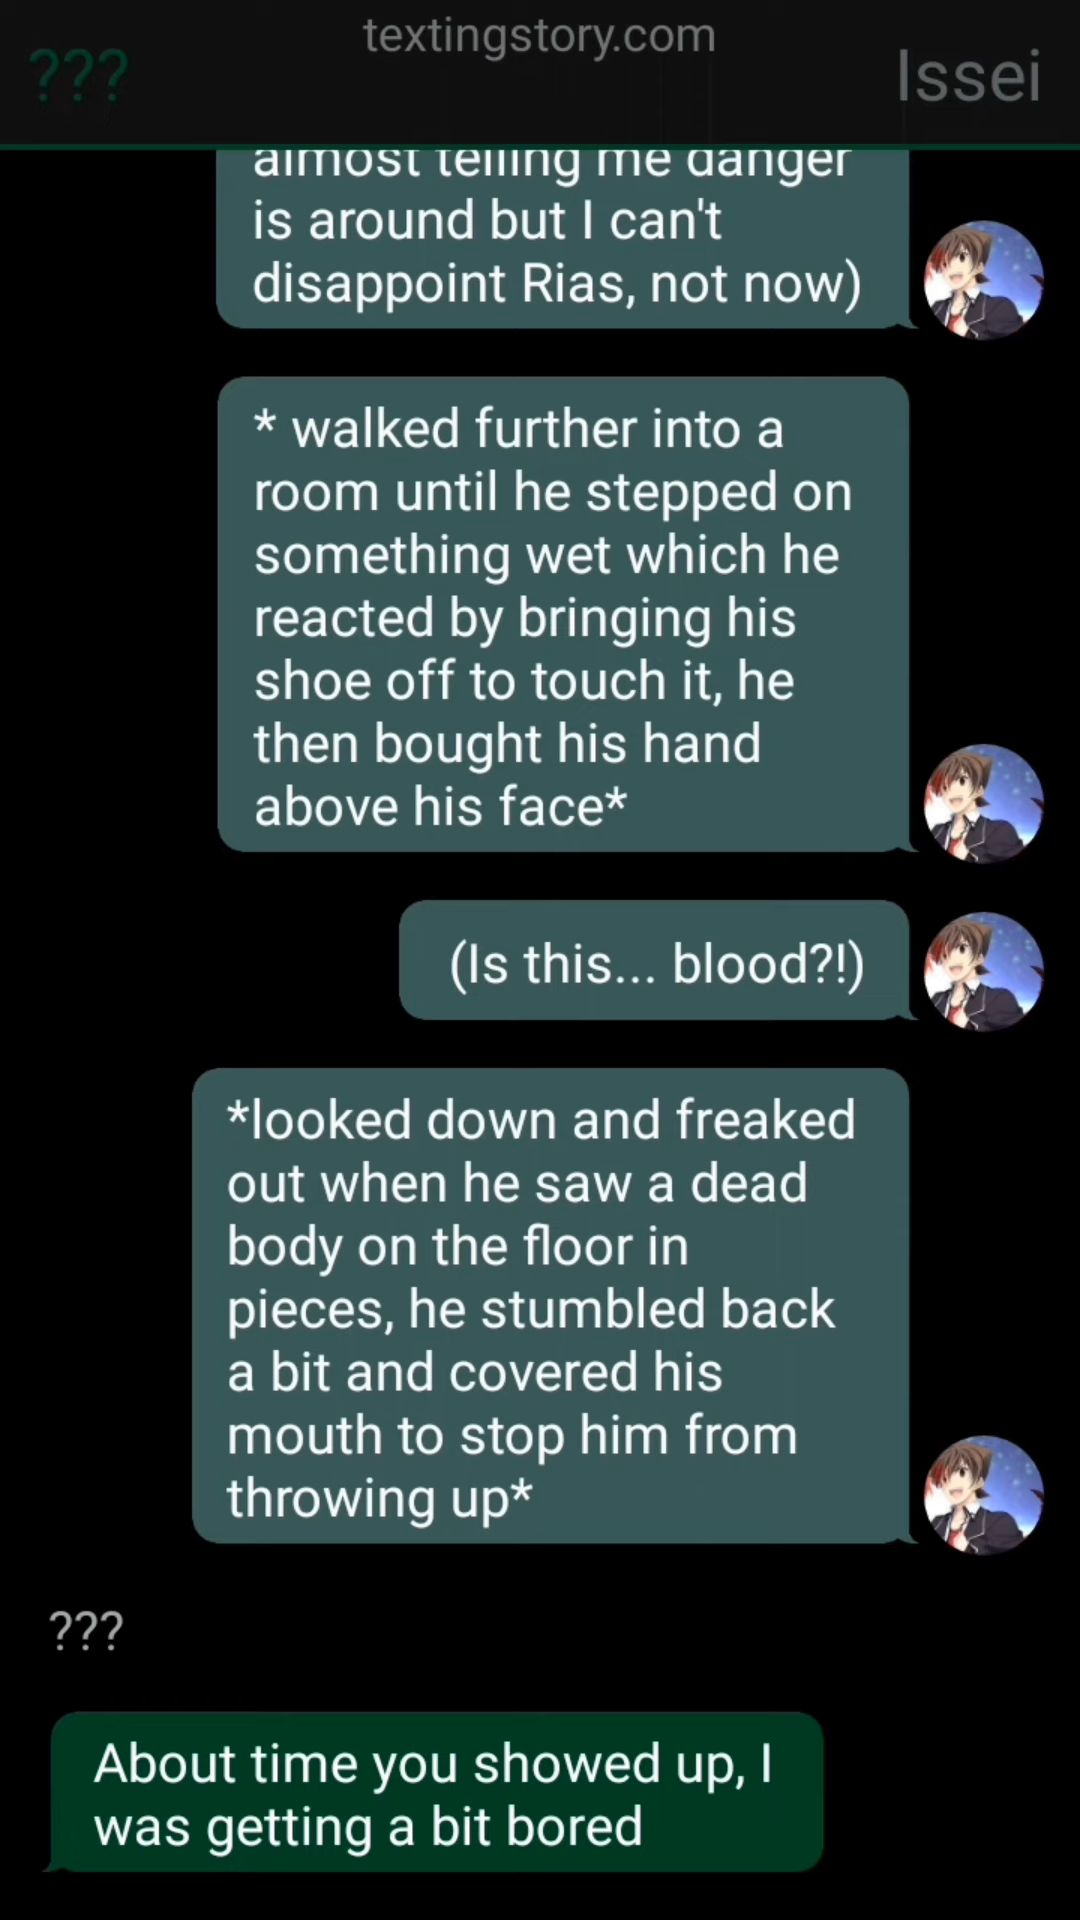 textingstory.com
???
Issei
almost telling me danger
is around but I can't
disappoint Rias, not now)
* walked further into a
room until he stepped on
something wet which he
reacted by bringing his
shoe off to touch it, he
then bought his hand
above his face*
(Is this... blood?!)
*looked down and freaked
out when he saw a dead
body on the floor in
pieces, he stumbled back
a bit and covered his
mouth to stop him from
throwing up*
???
About time you showed up, I
was getting a bit bored